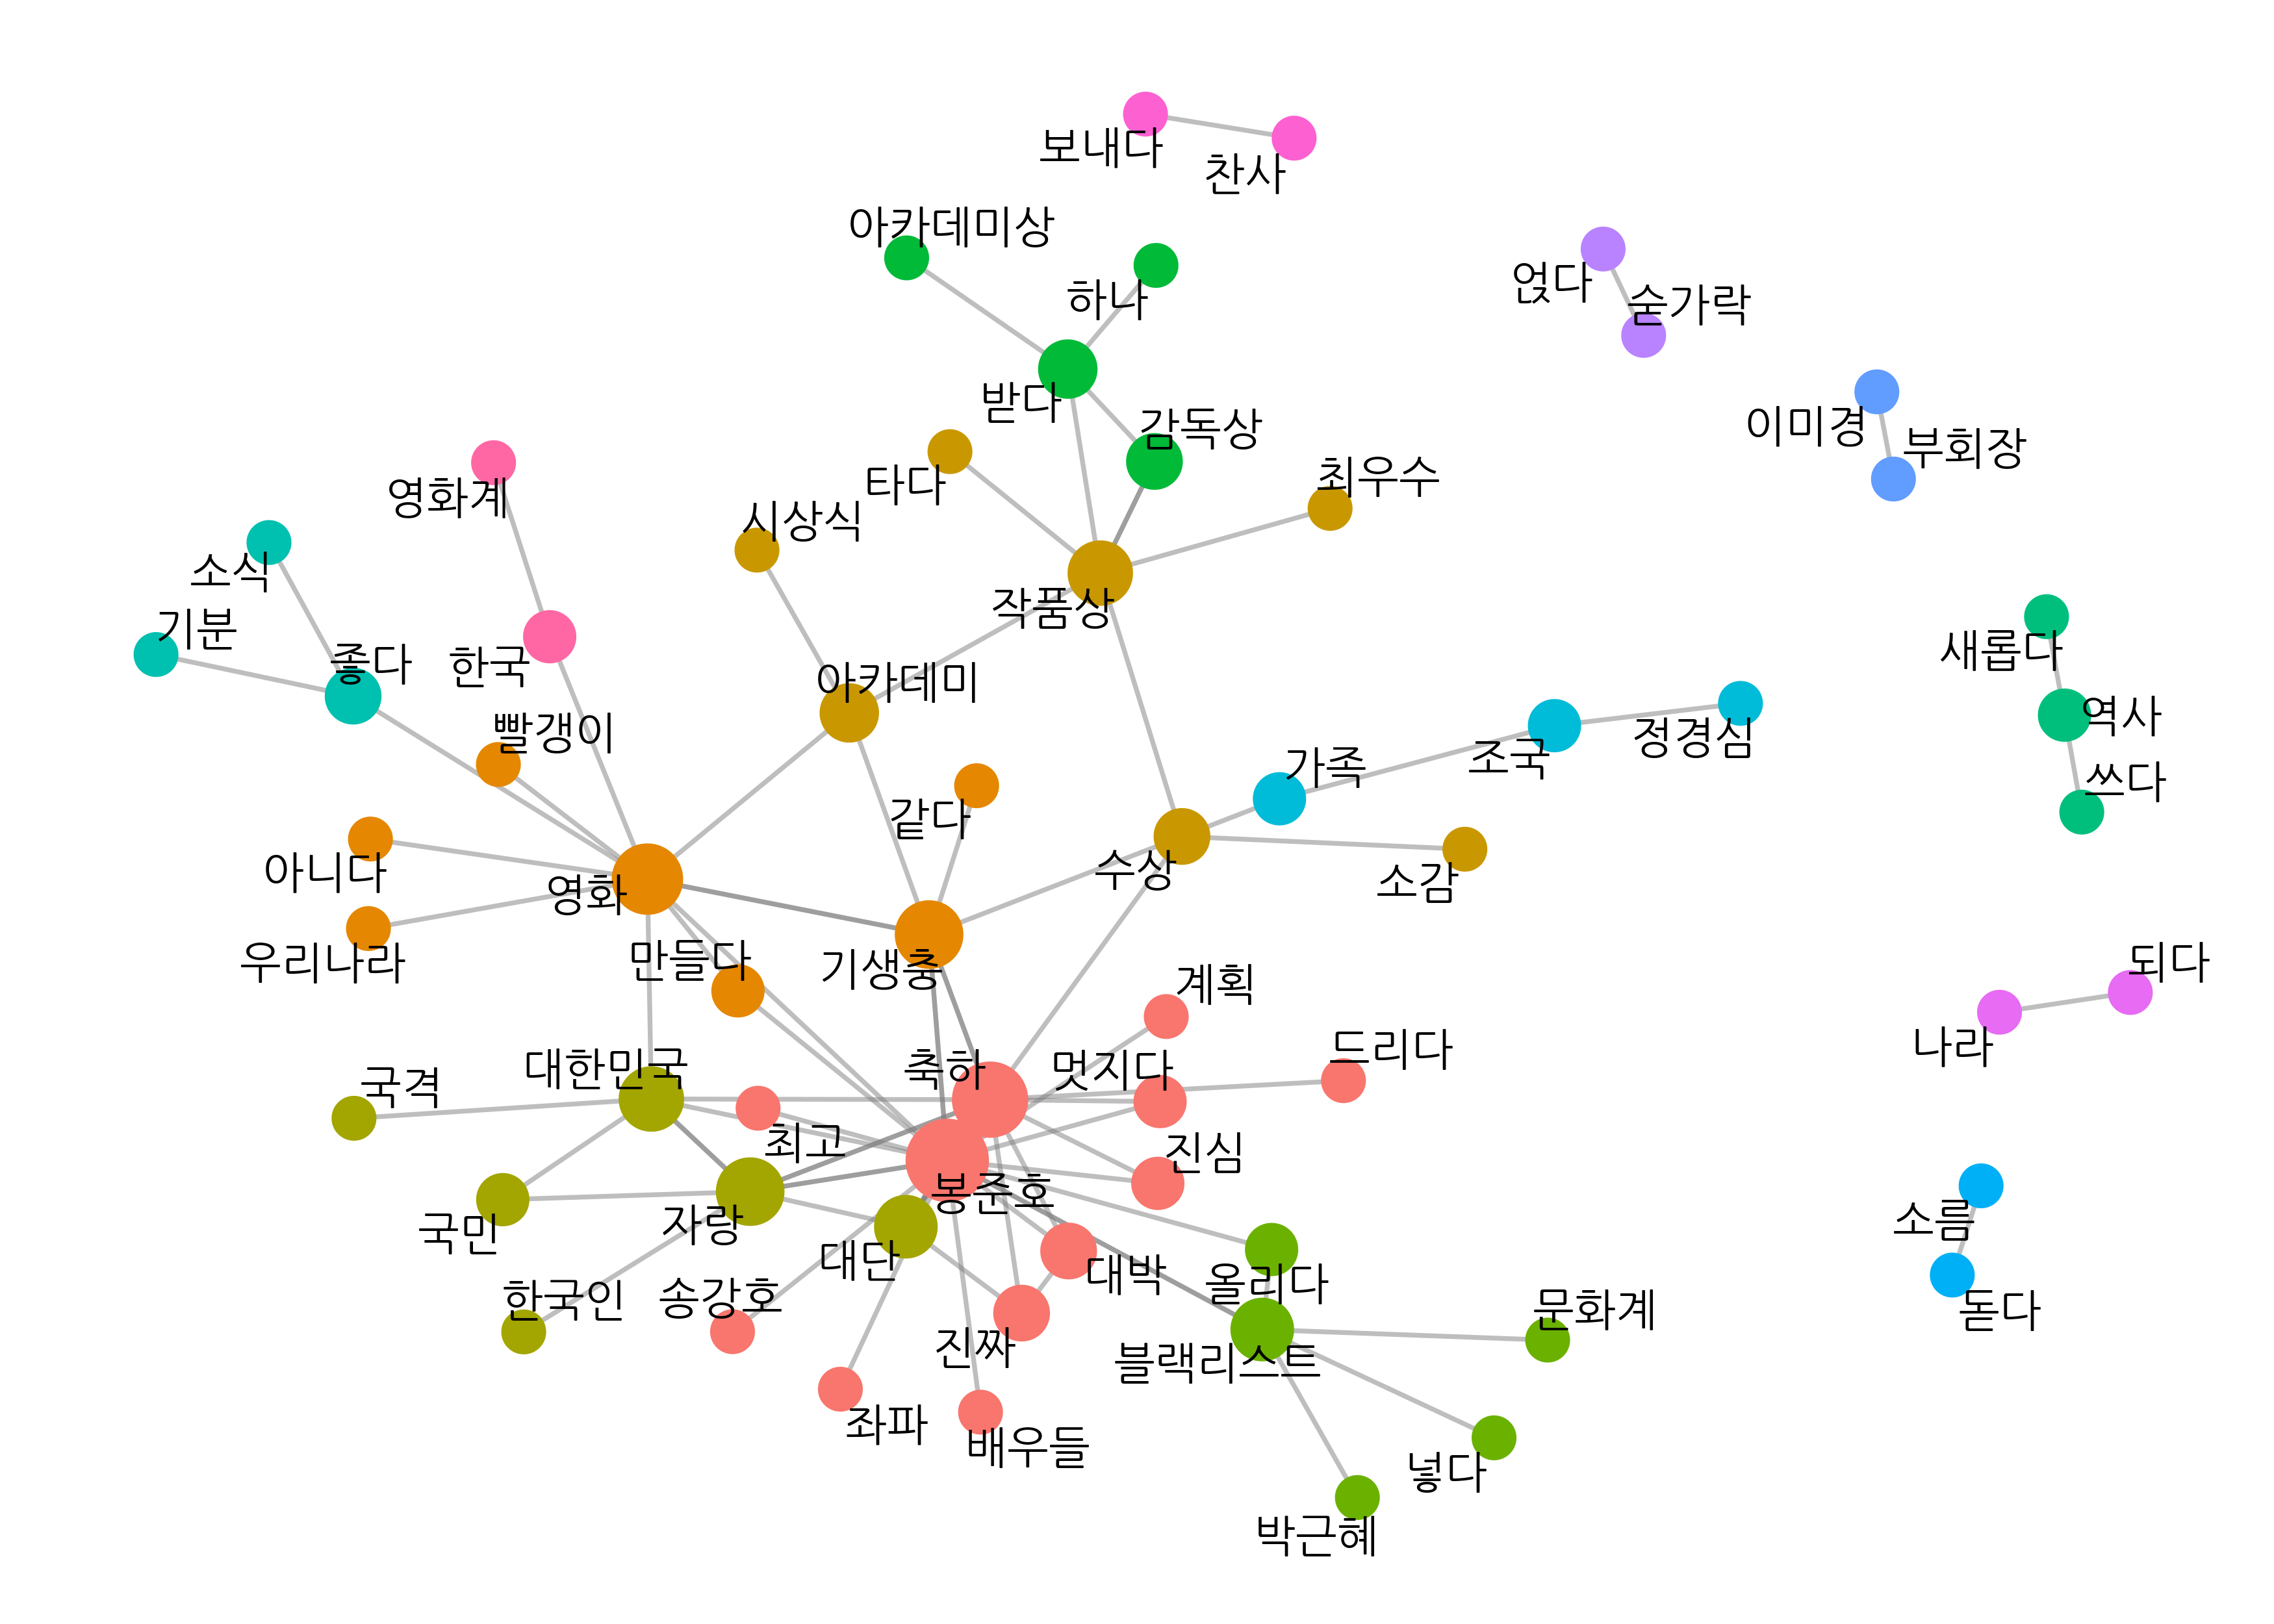 보내다
찬사
아카데미상
하나
얹다
숟가락
받다
감독상
이미경
부회장
영화계
타다
최우수
시상식
소식
기분
좋다
한국
작품상
아카데미
새롭다
역사
쓰다
빨갱이
가족
조국
정경심
같다
아니다
영화
수상
소감
우리나라
만들다
기생충
계획
되다
나라
국격
대한민국
축하
멋지다
드리다
최고
진심
봉준호
국민
자랑
대단
대박
올리다
소름
돋다
한국인
송강호
진짜
블랙리스트
문화계
좌파
배우들
넣다
박근혜